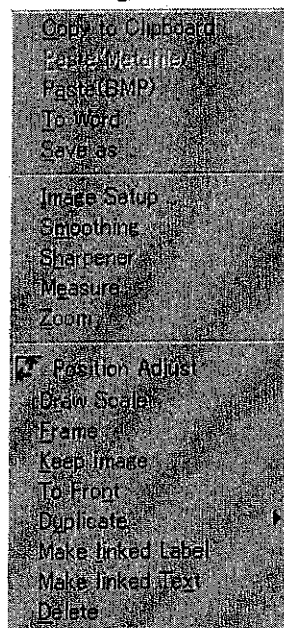 Copy to Clipboard
Paste(Metafile)
Paste(BMP)
To Word
Save as
Image Setup
Smoothing
Sharpener
Measure
Zoom
Position Adjust
Draw Scale
Frame
Keep Image
To Front
Duplicate
Make linked Label
Make linked Text
Delete